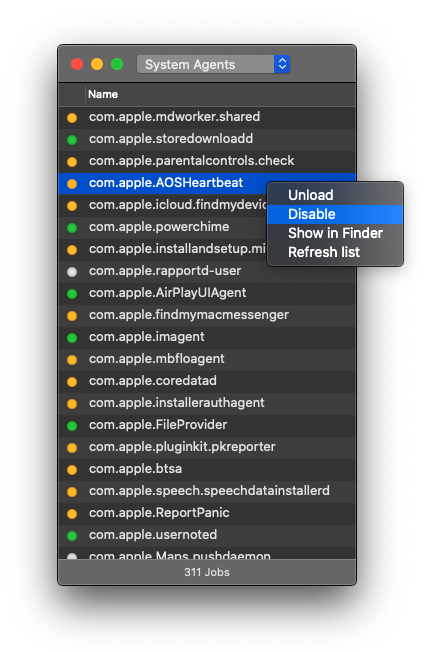 System Agents
Name
com.apple.mdworker.shared
com.apple.storedownloadd
com.apple.parentalcontrols.check
com.apple.AOSHeartbeat
Unload
com.apple.icloud.findmydevic
Disable
com.apple.powerchime
Show in Finder
com.apple.installandsetup.mi
Refresh list
com.apple.rapportd-user
com.apple.AirPlayUIAgent
com.apple.findmymacmessenger
com.apple.imagent
com.apple.mbfloagent
com.apple.coredatad
com.apple.installerauthagent
com.apple.FileProvider
com.apple.pluginkit.pkreporter
com.apple.btsa
com.apple.speech.speechdatainstallerd
com.apple.ReportPanic
com.apple.usernoted
com.apple.Maps.pushdaemon
311 Jobs